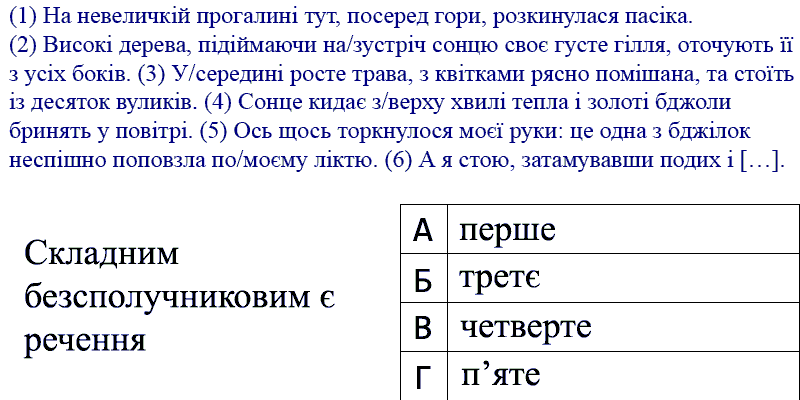 (1) На невеличкій прогалині тут, посеред гори, розкинулася пасіка.
(2) Високі дерева, підіймаючи на/зустріч сонцю своє густе гілля, оточують її
з усіх боків. (3) У/середині росте трава, з квітками рясно помішана, та стоїть
із десяток вуликів. (4) Сонце кидає з/верху хвилі тепла і золоті бджоли
бринять у повітрі. (5) Ось щось торкнулося моєї руки: це одна з бджілок
неспішно поповзла по/моєму ліктю. (6) А я стою, затамувавши подих і […].
Складним
безсполучниковим є
речення
А перше
Б третє
В четверте
Г п’яте